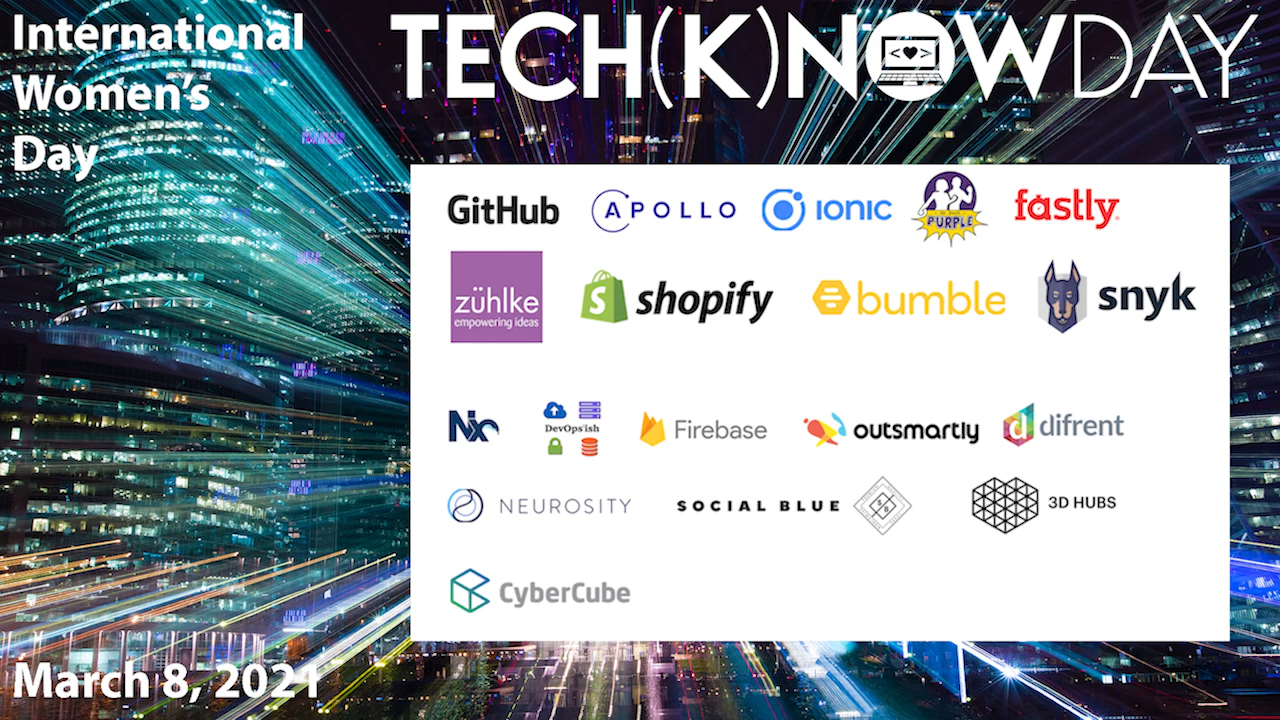 International
Women's
Day
TECH(K)NOWDAY
GitHub
APOLLO
IONIC
PURPLE
fastly
zühlke
empowering ideas
shopify
bumble
snyk
Nx
DevOps'ish
Firebase
outsmartly
difrent
NEUROSITY
SOCIAL BLUE
3D HUBS
CyberCube
March 8, 2021